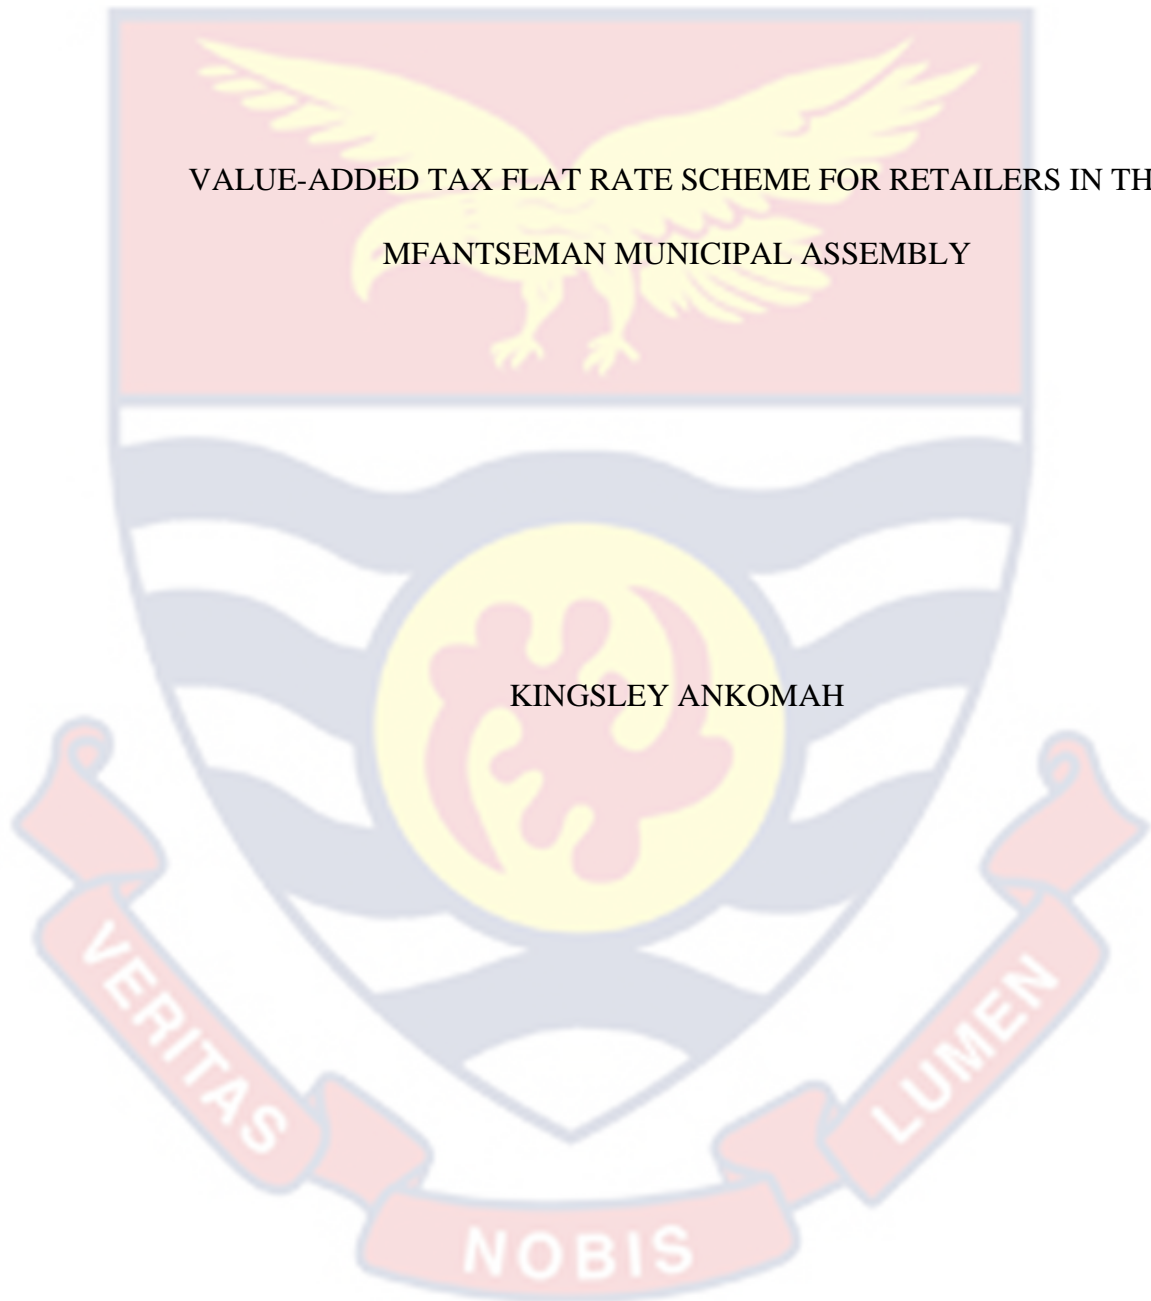 VALUE-ADDED TAX FLAT RATE SCHEME FOR RETAILERS IN TH
MFANTSEMAN MUNICIPAL ASSEMBLY
KINGSLEY ANKOMAH
VERITAS
NOBIS
LUMEN